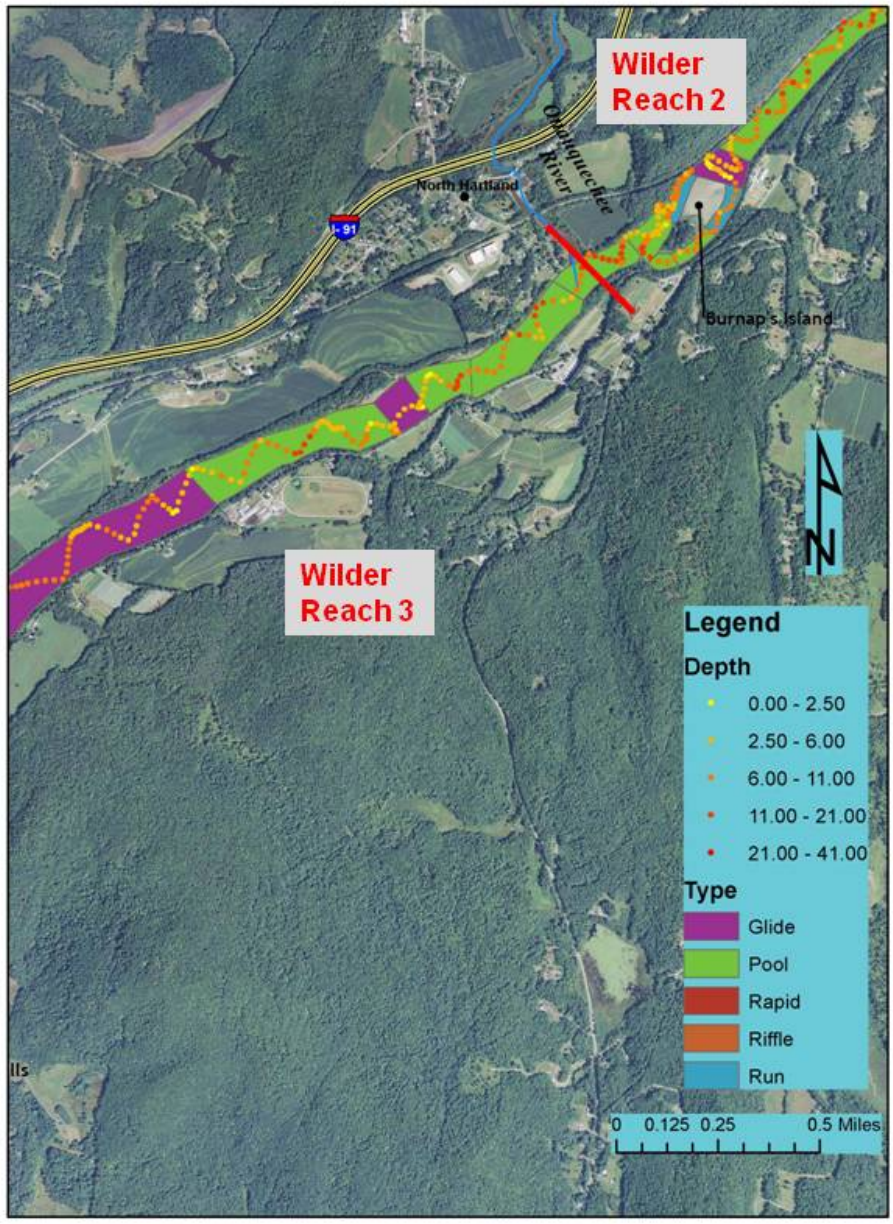 Wilder
Reach 2
Ottauquechee
River
North Hartland
I- 91
Burnap's Island
N
Wilder
Reach 3
Legend
Depth
0.00 - 2.50
2.50 - 6.00
6.00 - 11.00
11.00 - 21.00
21.00 - 41.00
Type
Glide
Pool
Rapid
Riffle
Run
lls
0 0.125 0.25 0.5 Miles